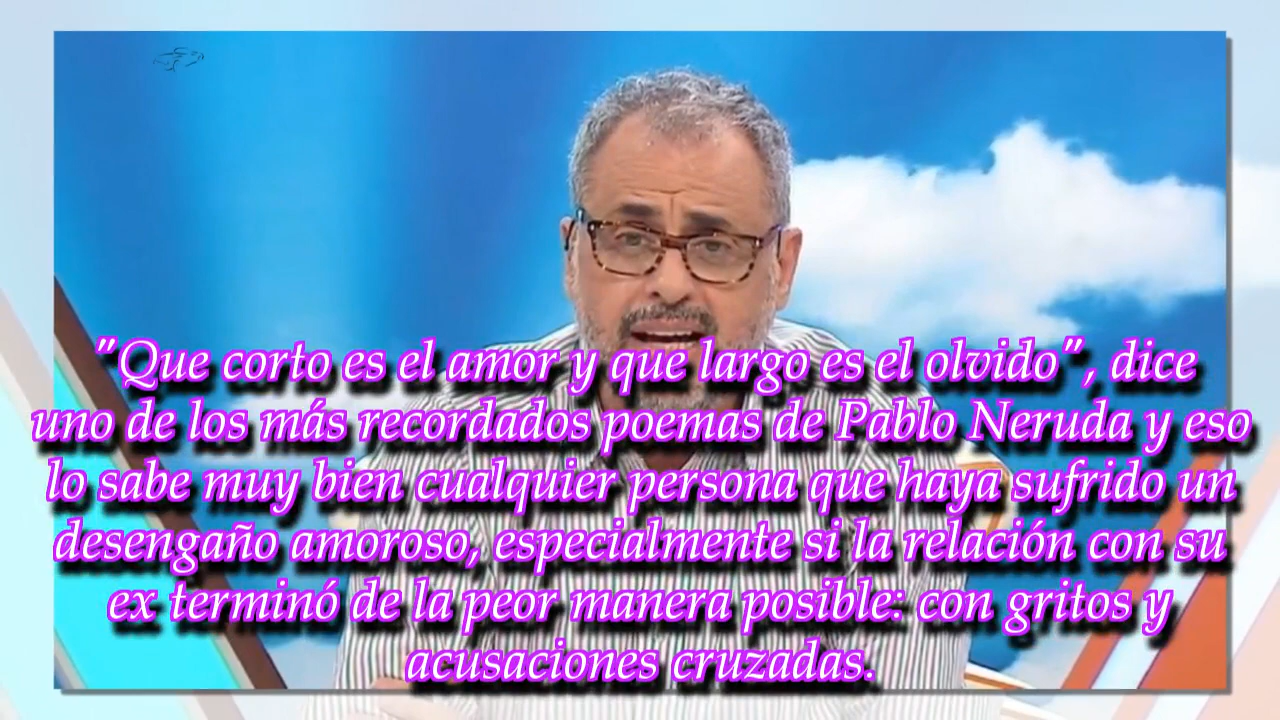 "Que corto es el amor y que largo es el olvido", dice
uno de los más recordados poemas de Pablo Neruda y eso
lo sabe muy bien cualquier persona que haya sufrido un
desengaño amoroso, especialmente si la relación con su
ex terminó de la peor manera posible: con gritos y
acusaciones cruzadas.